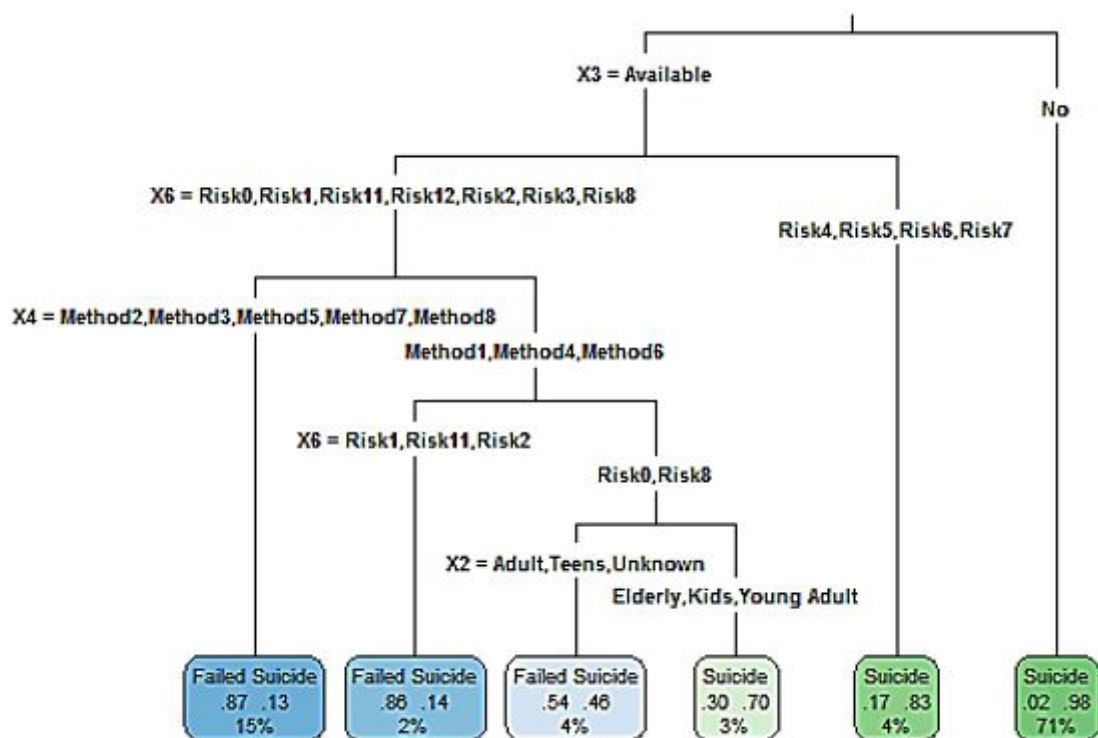 X3 = Available
No
X6 = Risk0,Risk1,Risk11,Risk12,Risk2,Risk3,Risk8
Risk4,Risk5,Risk6,Risk7
X4 = Method2,Method3,Method5,Method7,Method8
Method1,Method4,Method6
X6 = Risk1,Risk11,Risk2
Risk0,Risk8
X2 = Adult,Teens,Unknown
Elderly,Kids,Young Adult
Failed Suicide
.87 .13
15%
Failed Suicide
.86 .14
2%
Failed Suicide
.54 .46
4%
Suicide
.30 .70
3%
Suicide
.17 .83
4%
Suicide
.02 .98
71%